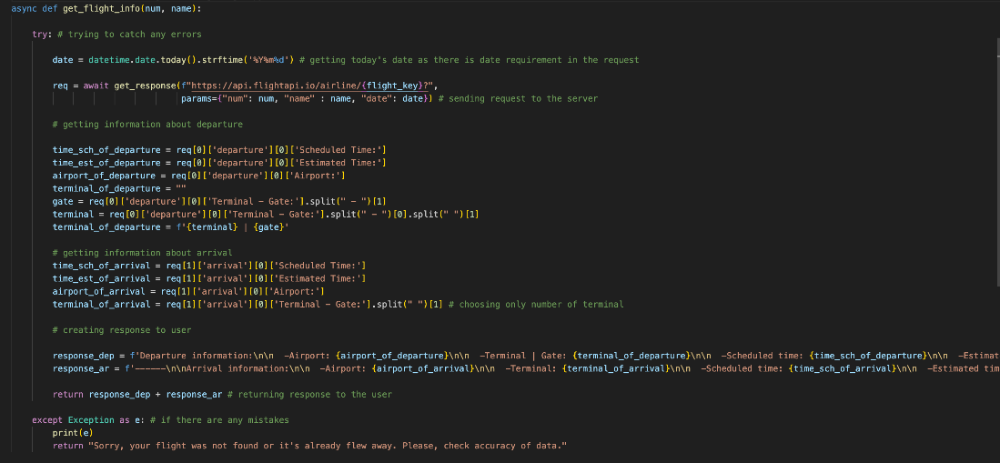 async def get_flight_info(num, name):
try: # trying to catch any errors
date = datetime.date.today().strftime('%Y%m%d') # getting today's date as there is date requirement in the request
req = await get_response(f"https://api.flightapi.io/airline/{flight_key}?",
params={"num": num, "name" : name, "date": date}) # sending request to the server
# getting information about departure
time_sch_of_departure = req[0]['departure'][0]['Scheduled Time:']
time_est_of_departure = req[0]['departure'][0]['Estimated Time:']
airport_of_departure = req[0]['departure'][0]['Airport:']
terminal_of_departure = ""
gate = req[0]['departure'][0]['Terminal - Gate:'].split(" - ")[1]
terminal = req[0]['departure'][0]['Terminal - Gate:'].split(" - ")[0].split(" ")[1]
terminal_of_departure = f'{terminal} | {gate}'
# getting information about arrival
time_sch_of_arrival = req[1]['arrival'][0]['Scheduled Time:']
time_est_of_arrival = req[1]['arrival'][0]['Estimated Time:']
airport_of_arrival = req[1]['arrival'][0]['Airport:']
terminal_of_arrival = req[1]['arrival'][0]['Terminal - Gate:'].split(" ")[1] # choosing only number of terminal
# creating response to user
response_dep = f'Departure information:\n\n  -Airport: {airport_of_departure}\n\n  -Terminal | Gate: {terminal_of_departure}\n\n  -Scheduled time: {time_sch_of_departure}\n\n  -Estimat
response_ar = f'------\n\nArrival information:\n\n  -Airport: {airport_of_arrival}\n\n  -Terminal: {terminal_of_arrival}\n\n  -Scheduled time: {time_sch_of_arrival}\n\n  -Estimated tim
return response_dep + response_ar # returning response to the user
except Exception as e: # if there are any mistakes
print(e)
return "Sorry, your flight was not found or it's already flew away. Please, check accuracy of data."